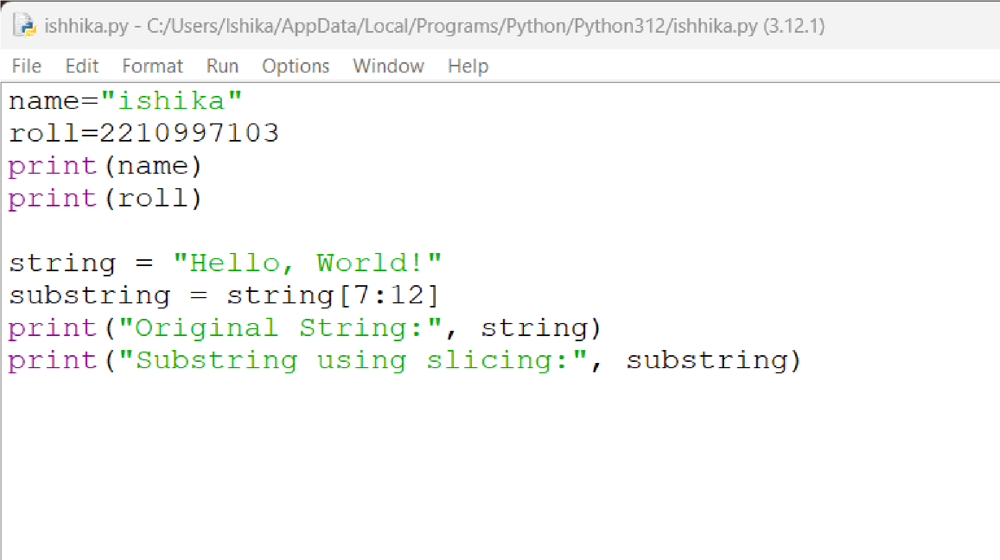 ishhika.py - C:/Users/Ishika/AppData/Local/Programs/Python/Python312/ishhika.py (3.12.1)
File Edit Format Run Options Window Help
name="ishika"
roll=2210997103
print(name)
print(roll)
string = "Hello, World!"
substring = string[7:12]
print("Original String:", string)
print("Substring using slicing:", substring)